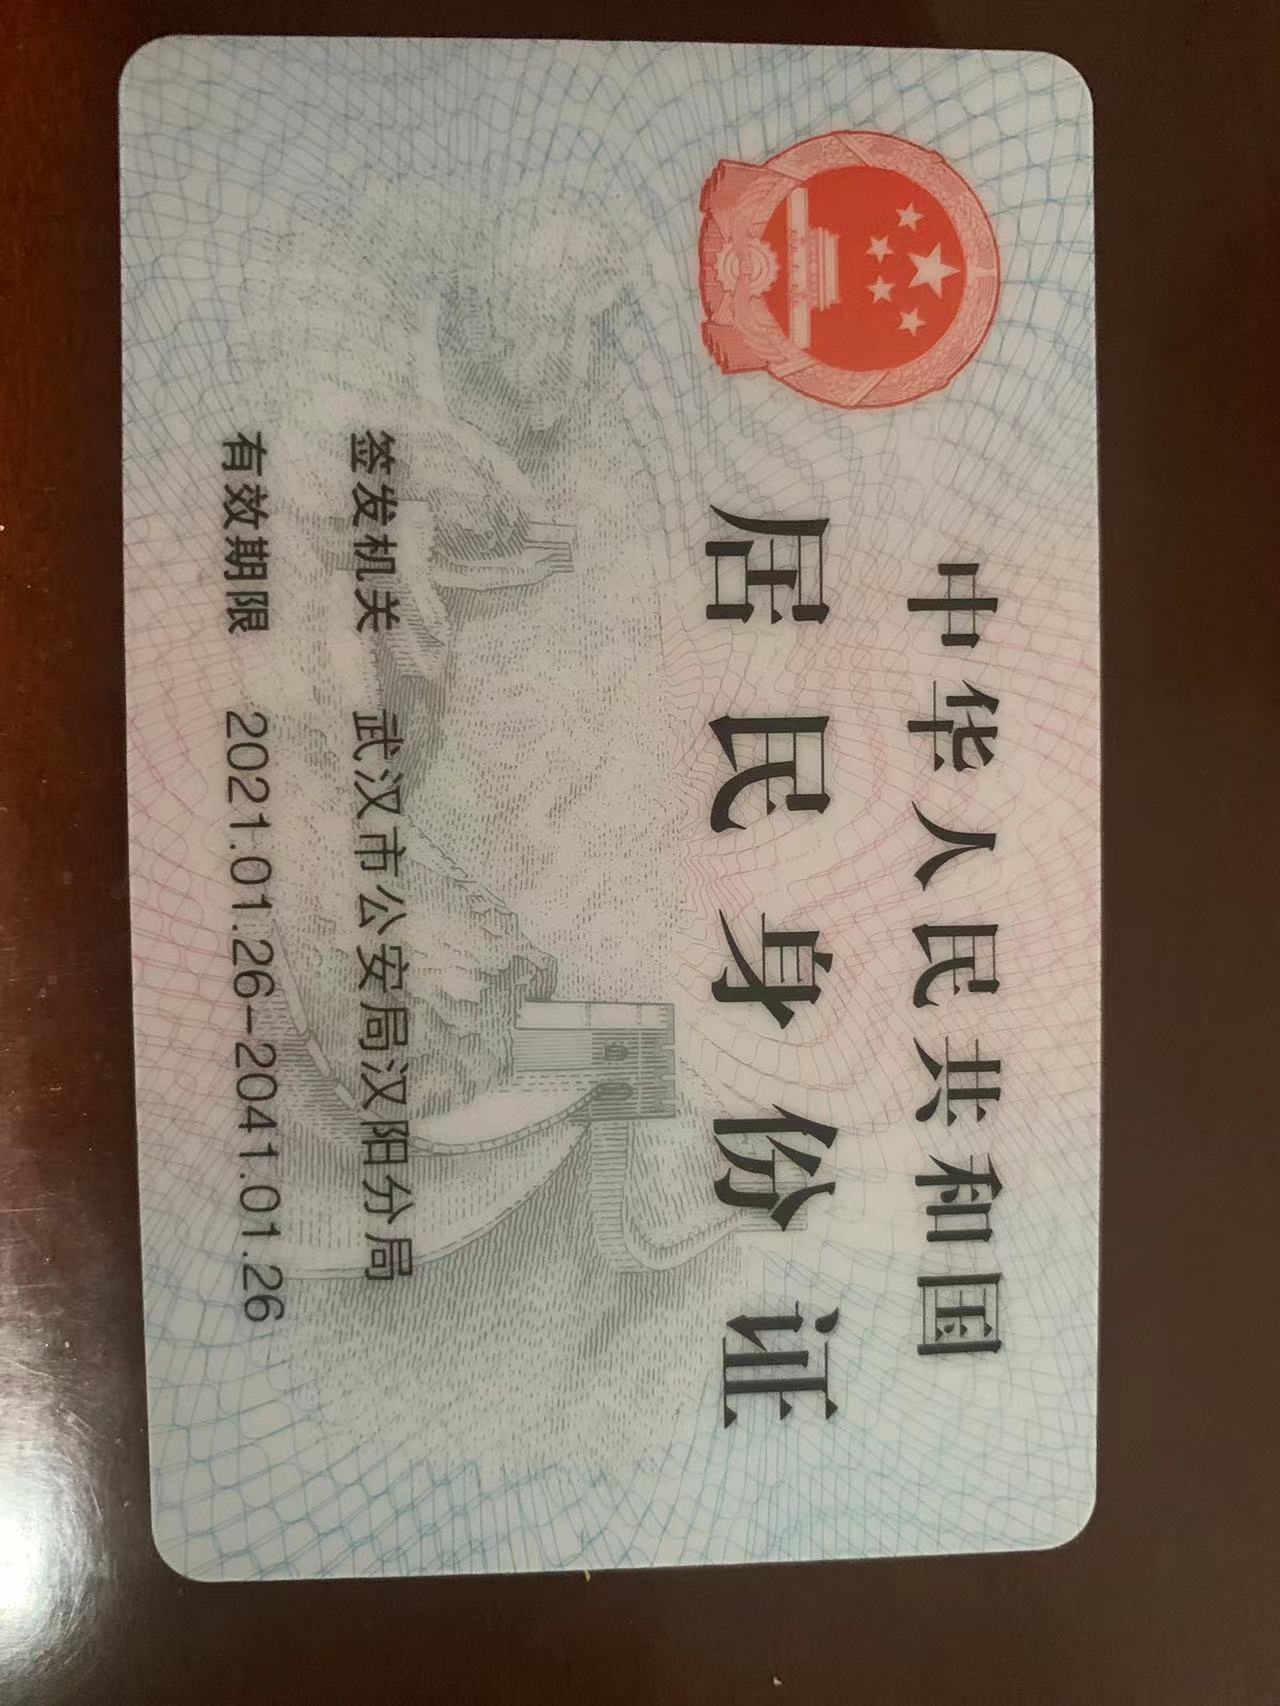 中华人民共和国
居民身份证
签发机关 武汉市公安局汉阳分局
有效期限 2021.01.26-2041.01.26